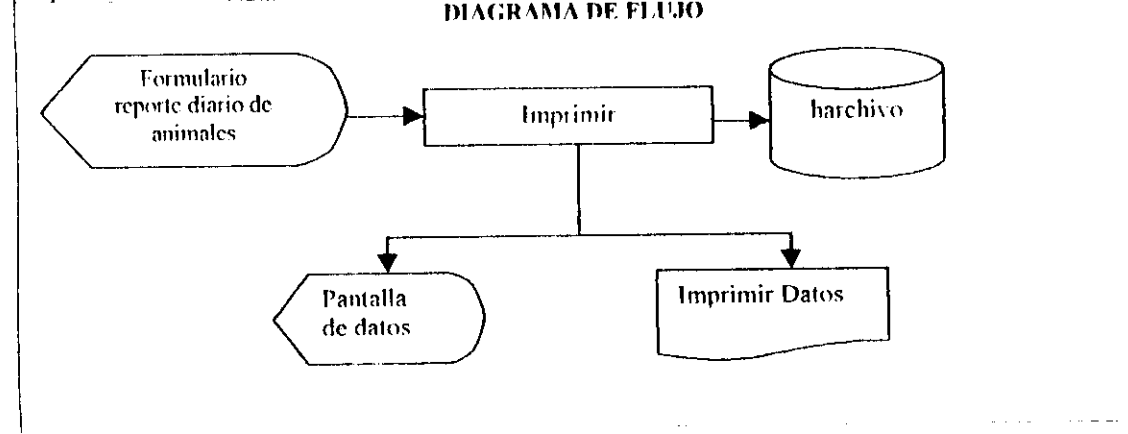 DIAGRAMA DE FLUJO
Formulario
reporte diario de
animales
Imprimir
harchivo
Pantalla
de datos
Imprimir Datos